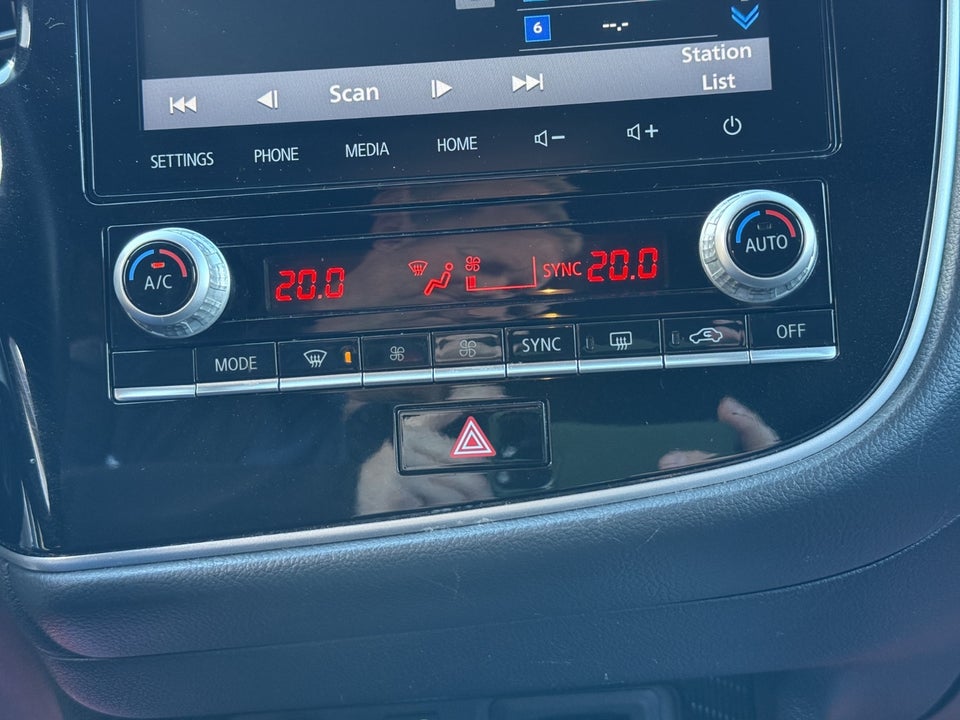 6 --.-
Scan
Station
List
SETTINGS PHONE MEDIA HOME
A/C 20.0 SYNC 20.0 AUTO
MODE SYNC OFF